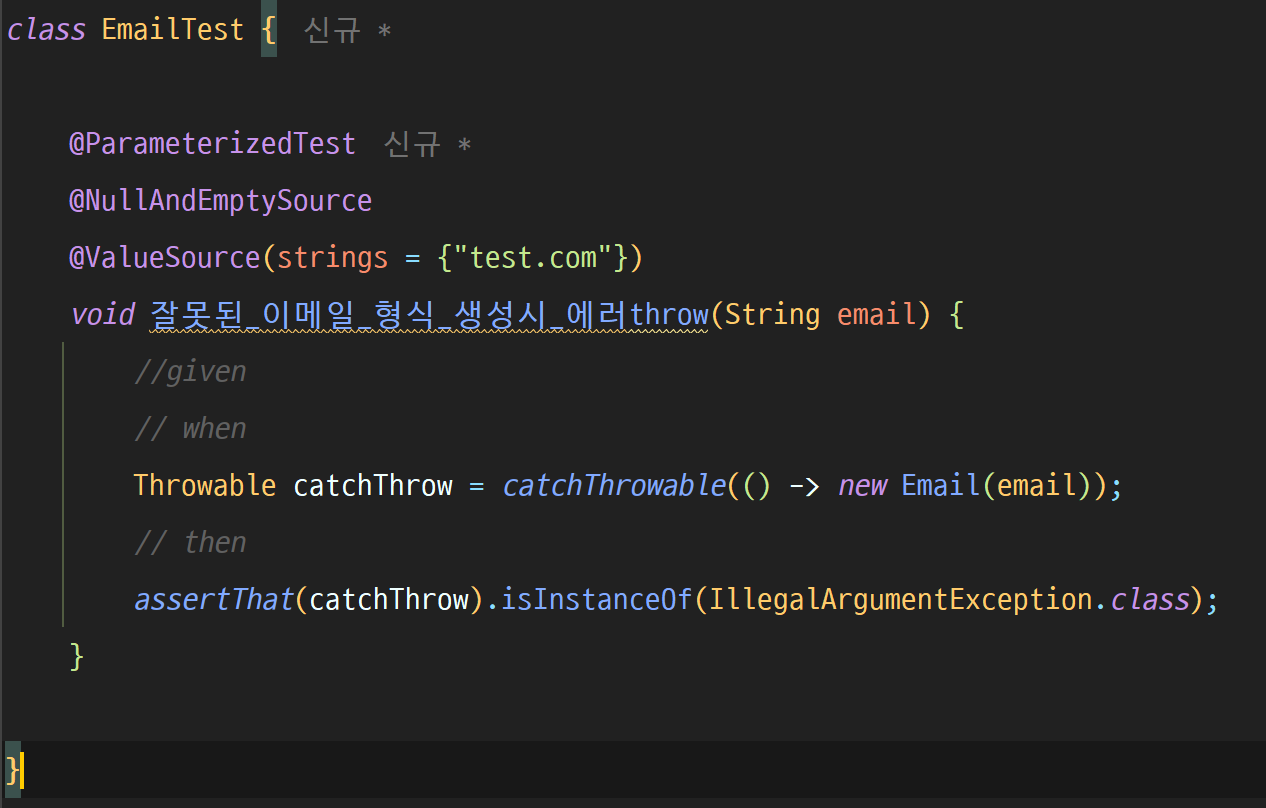 class EmailTest { 신규 *
@ParameterizedTest 신규 *
@NullAndEmptySource
@ValueSource(strings = {"test.com"})
void 잘못된_이메일_형식_생성시_에러throw(String email) {
//given
// when
Throwable catchThrow = catchThrowable(() -> new Email(email));
// then
assertThat(catchThrow).isInstanceOf(IllegalArgumentException.class);
}
}